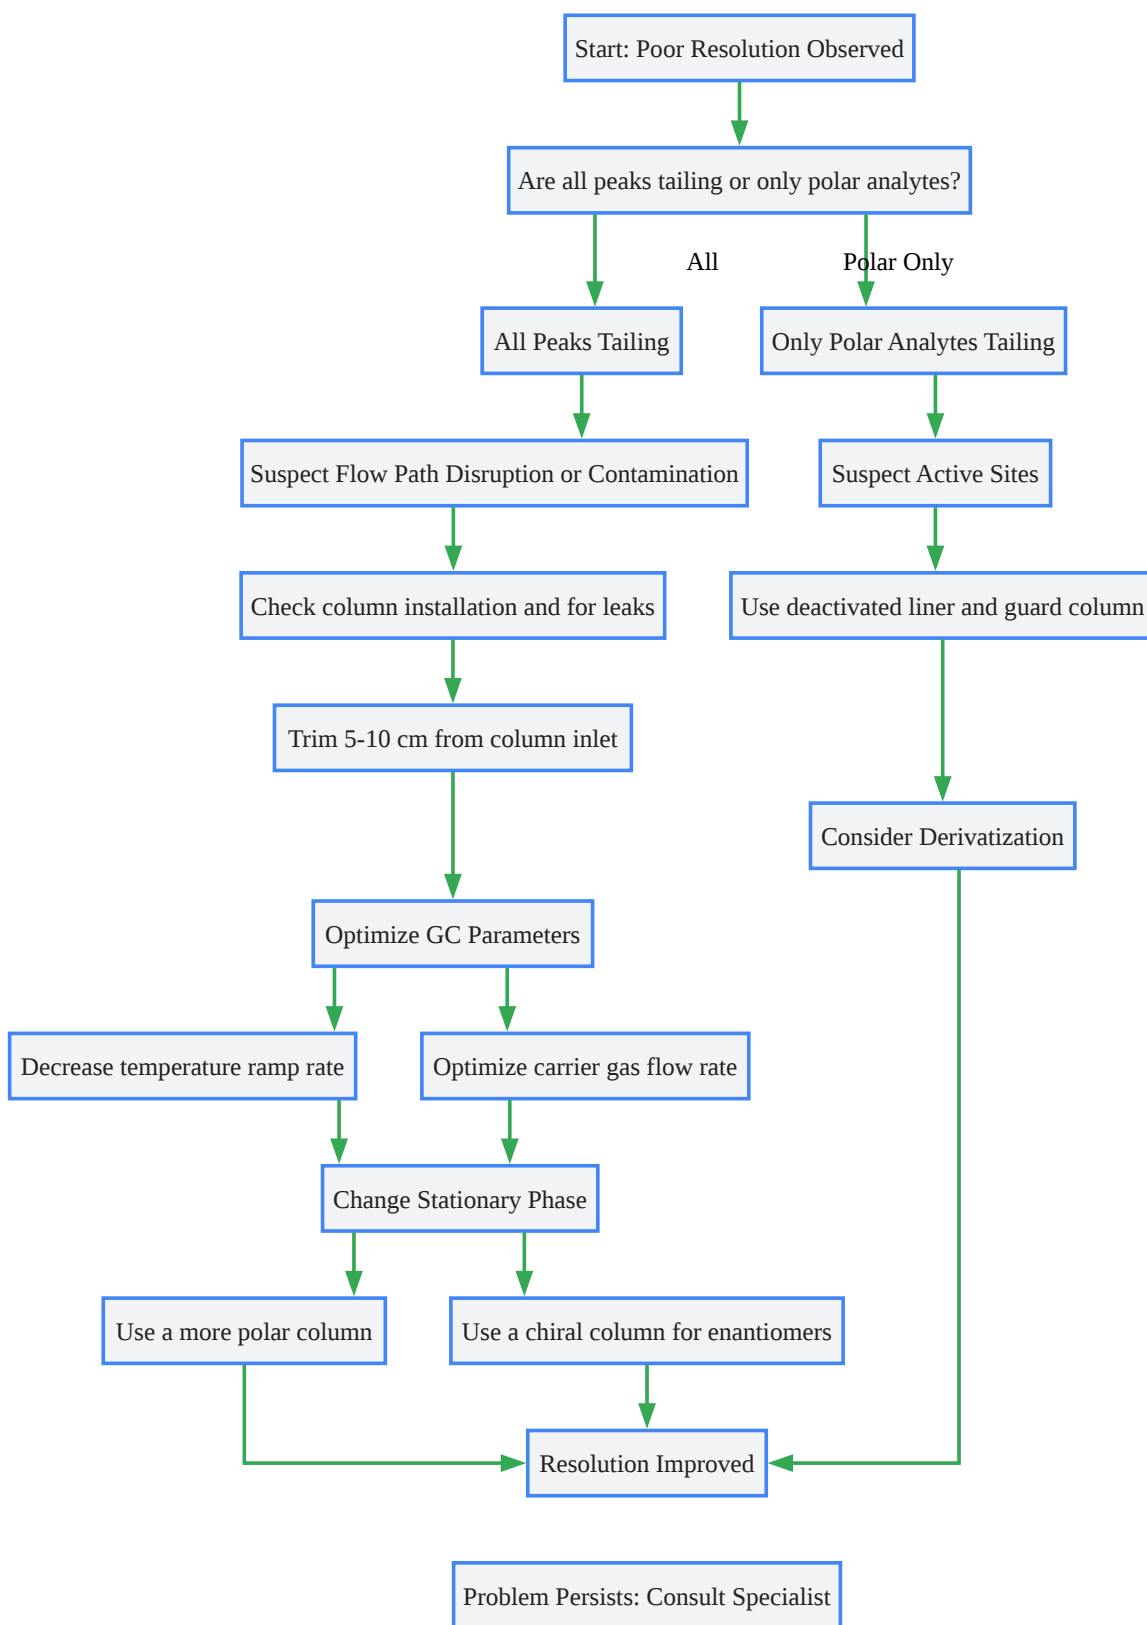 Start: Poor Resolution Observed
Are all peaks tailing or only polar analytes?
All
Polar Only
All Peaks Tailing
Only Polar Analytes Tailing
Suspect Flow Path Disruption or Contamination
Suspect Active Sites
Check column installation and for leaks
Use deactivated liner and guard column
Trim 5-10 cm from column inlet
Consider Derivatization
Optimize GC Parameters
Decrease temperature ramp rate
Optimize carrier gas flow rate
Change Stationary Phase
Use a more polar column
Use a chiral column for enantiomers
Resolution Improved
Problem Persists: Consult Specialist